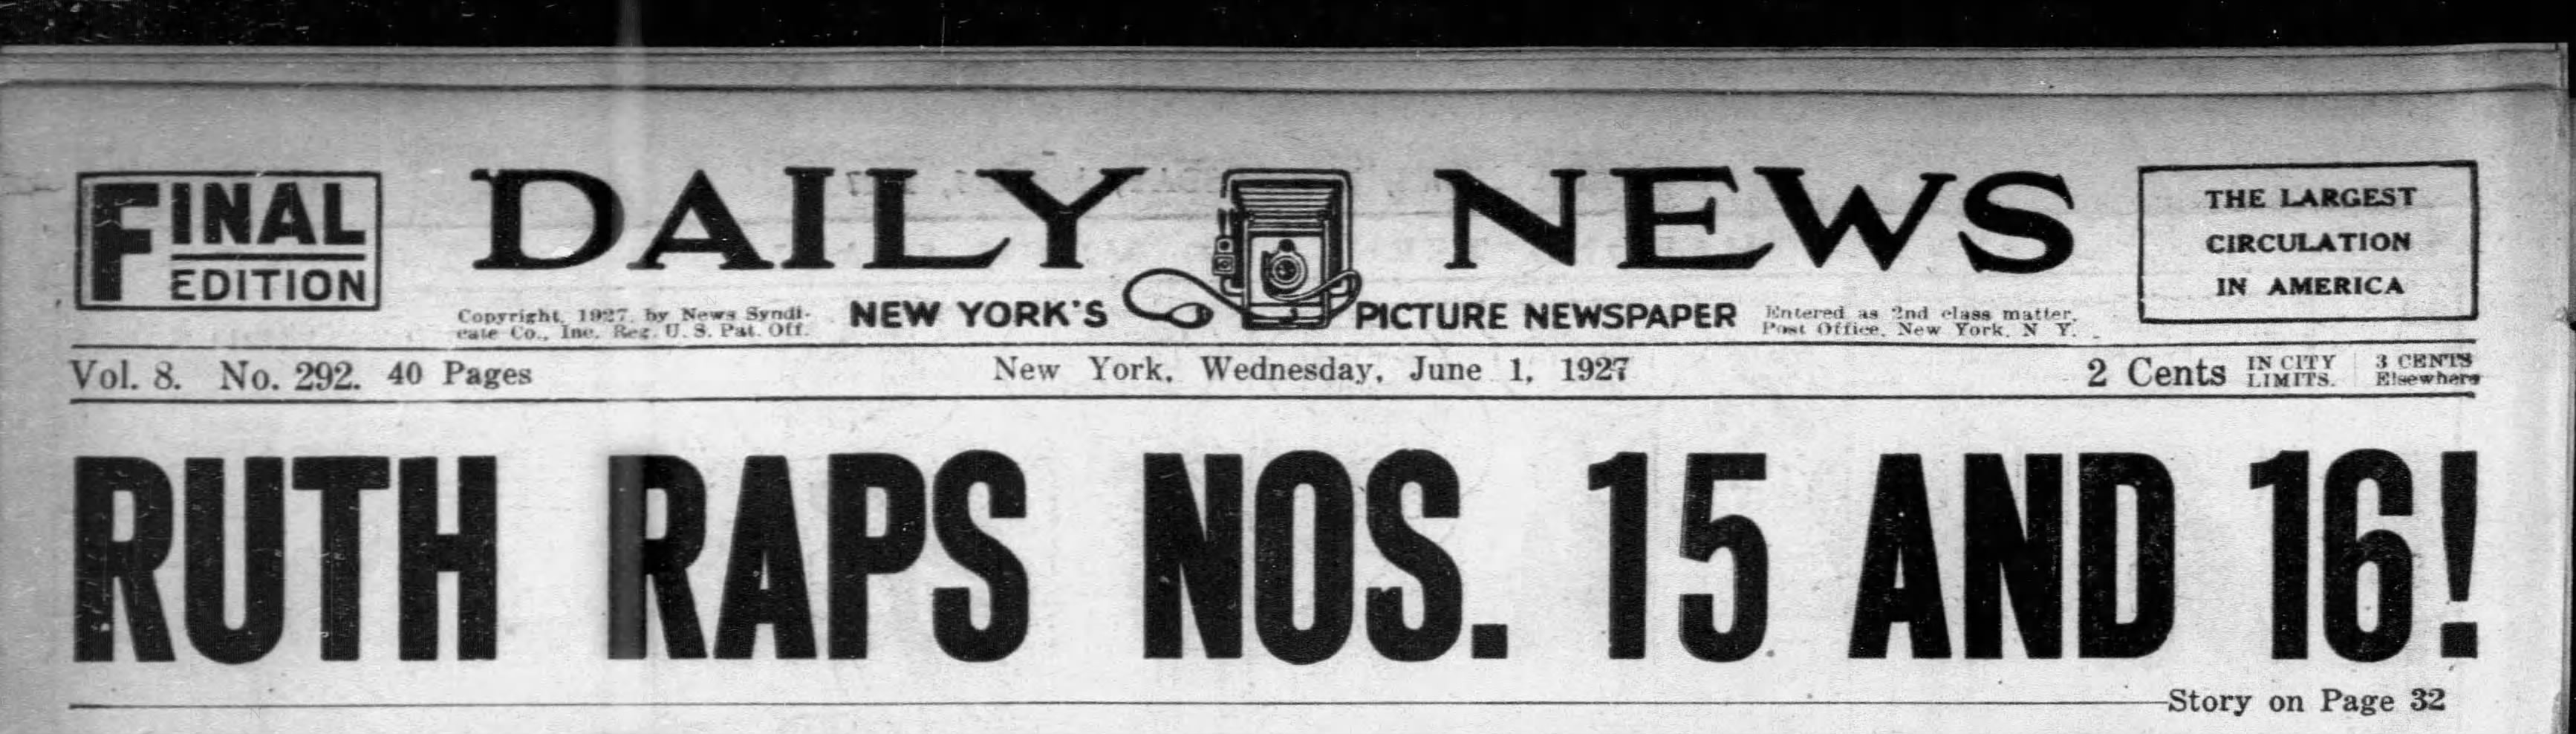 FINAL
EDITION
DAILY NEWS
NEW YORK'S PICTURE NEWSPAPER
Copyright, 1927, by News Syndi-
cate Co., Inc. Reg. U. S. Pat. Off.
Entered as 2nd class matter,
Post Office, New York, N Y.
THE LARGEST
CIRCULATION
IN AMERICA
Vol. 8. No. 292. 40 Pages
New York, Wednesday, June 1, 1927
2 Cents
IN CITY
LIMITS.
3 CENTS
Elsewhere
RUTH RAPS NOS. 15 AND 16!
Story on Page 32